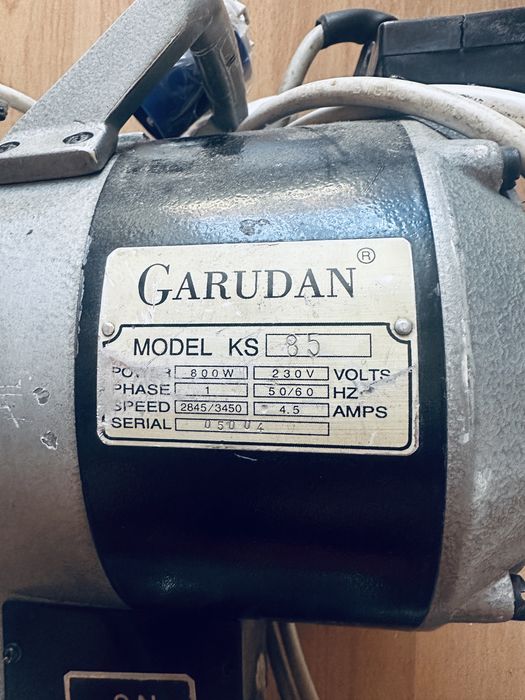 GARUDAN ®
MODEL KS 85
POWER 800W 230V VOLTS
PHASE 1 50/60 HZ
SPEED 2845/3450 4.5 AMPS
SERIAL 05004
ON